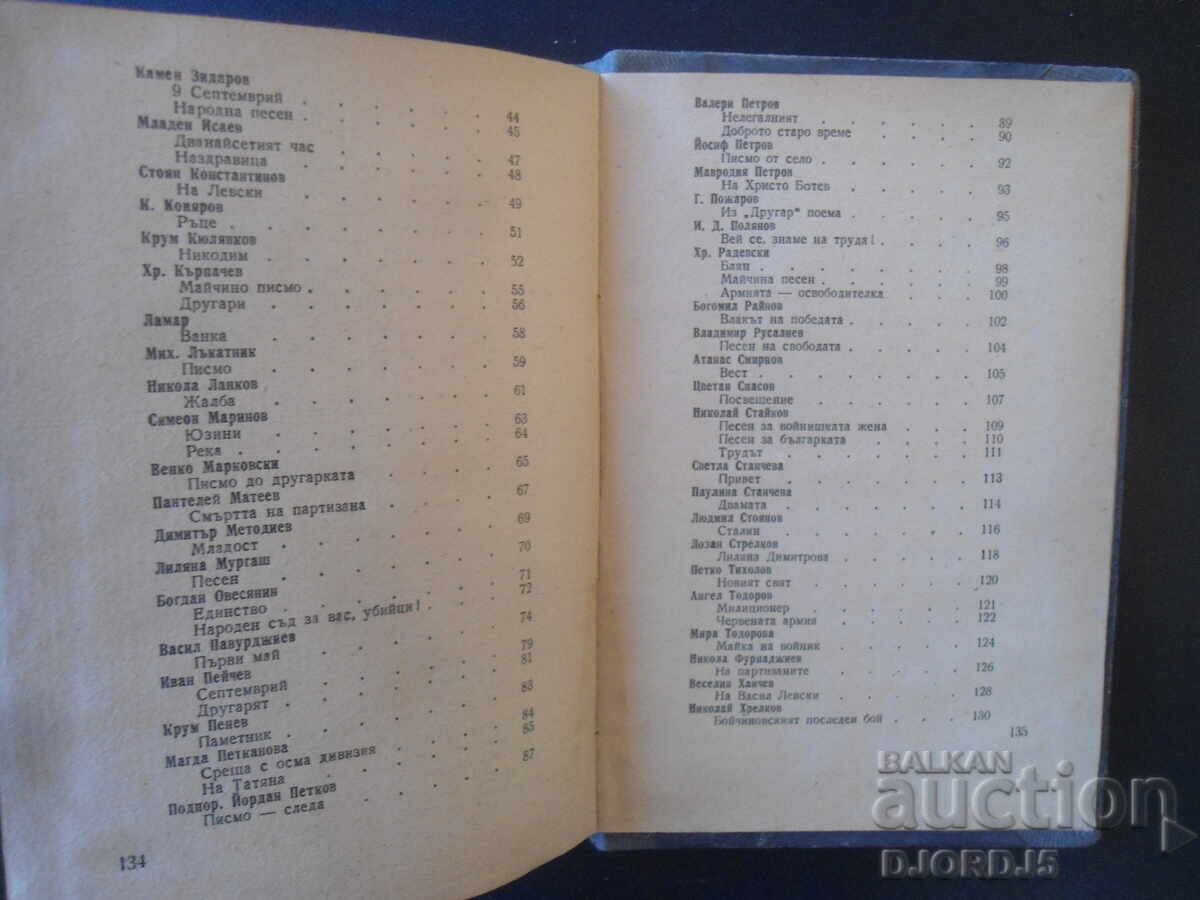 Камен Зидаров
9 Септемврий . . . . . . 44
Народна песен . . . . . . 45
Младен Исаев
Дванайсетият час . . . . . 47
Наздравица . . . . . . 48
Стоян Константинов
На Левски . . . . . . 49
К. Коняров
Ръце . . . . . . 51
Крум Кюлявков
Никодим . . . . . . 52
Хр. Кърпачев
Майчино писмо . . . . . 55
Другари . . . . . . 56
Ламар
Ванка . . . . . . 58
Мих. Лъкатник
Писмо . . . . . . 59
Никола Ланков
Жалба . . . . . . 61
Симеон Маринов
Юзини . . . . . . 63
Река . . . . . . 64
Венко Марковски
Писмо до другарката . . . . 65
Пантелей Матеев
Смъртта на партизана . . . . 67
Димитър Методиев
Младост . . . . . . 69
Лиляна Мургаш
Песен . . . . . . 70
Богдан Овесянин
Единство . . . . . . 71
Народен съд за вас, убийци! . . . 72
Васил Павурджиев
Първи май . . . . . . 74
Иван Пейчев
Септемврий . . . . . . 79
Другарят . . . . . . 81
Крум Пенев
Паметник . . . . . . 83
Магда Петканова
Среща с осма дивизия . . . . 84
На Татяна . . . . . . 85
Подпор. Йордан Петков
Писмо — следа . . . . . 87
134
Валери Петров
Нелегалният . . . . . . 89
Доброто старо време . . . . . 90
Йосиф Петров
Писмо от село . . . . . . 92
Мавродия Петров
На Христо Ботев . . . . . 93
Г. Пожаров
Из „Другар“ поема . . . . . 95
И. Д. Полянов
Вей се, знаме на труда! . . . . 96
Хр. Радевски
Блян . . . . . . . 98
Майчина песен . . . . . . 99
Армията — освободителка . . . 100
Богомил Райнов
Влакът на победата . . . . . 102
Владимир Русалиев
Песен на свободата . . . . . 104
Атанас Смирнов
Вест . . . . . . . 105
Цветан Спасов
Посвещение . . . . . . 107
Николай Стайков
Песен за войнишката жена . . . 109
Песен за българката . . . . . 110
Трудът . . . . . . . 111
Светла Станчева
Привет . . . . . . . 113
Паулина Станчева
Двамата . . . . . . . 114
Людмил Стоянов
Сталин . . . . . . . 116
Лозан Стрелков
Лиляна Димитрова . . . . . 118
Петко Тихолов
Новият свят . . . . . . 120
Ангел Тодоров
Милиционер . . . . . . 121
Червената армия . . . . . 122
Мира Тодорова
Майка на войник . . . . . 124
Никола Фурнаджиев
На партизаните . . . . . . 126
Веселин Ханчев
На Васил Левски . . . . . 128
Николай Хрелков
Бойчиновският последен бой . . . 130
135
BALKAN
auction
DJORDJ5